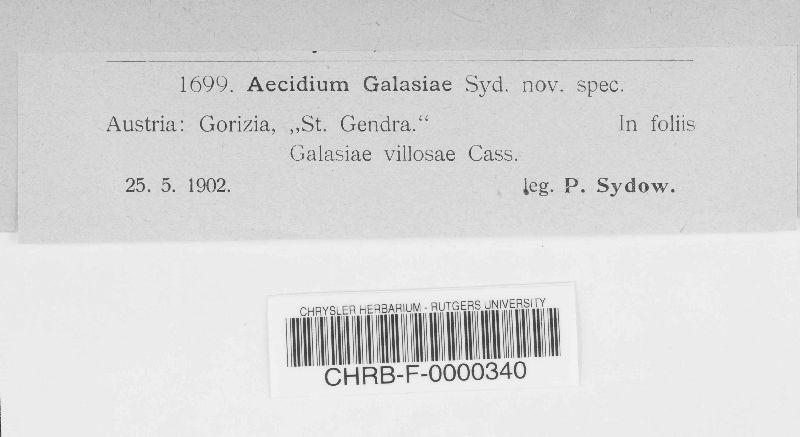 1699. Aecidium Galasiae Syd. nov. spec.
Austria: Gorizia, „St. Gendra.“ In foliis
Galasiae villosae Cass.
25. 5. 1902. leg. P. Sydow.
CHRYSLER HERBARIUM - RUTGERS UNIVERSITY
CHRB-F-0000340